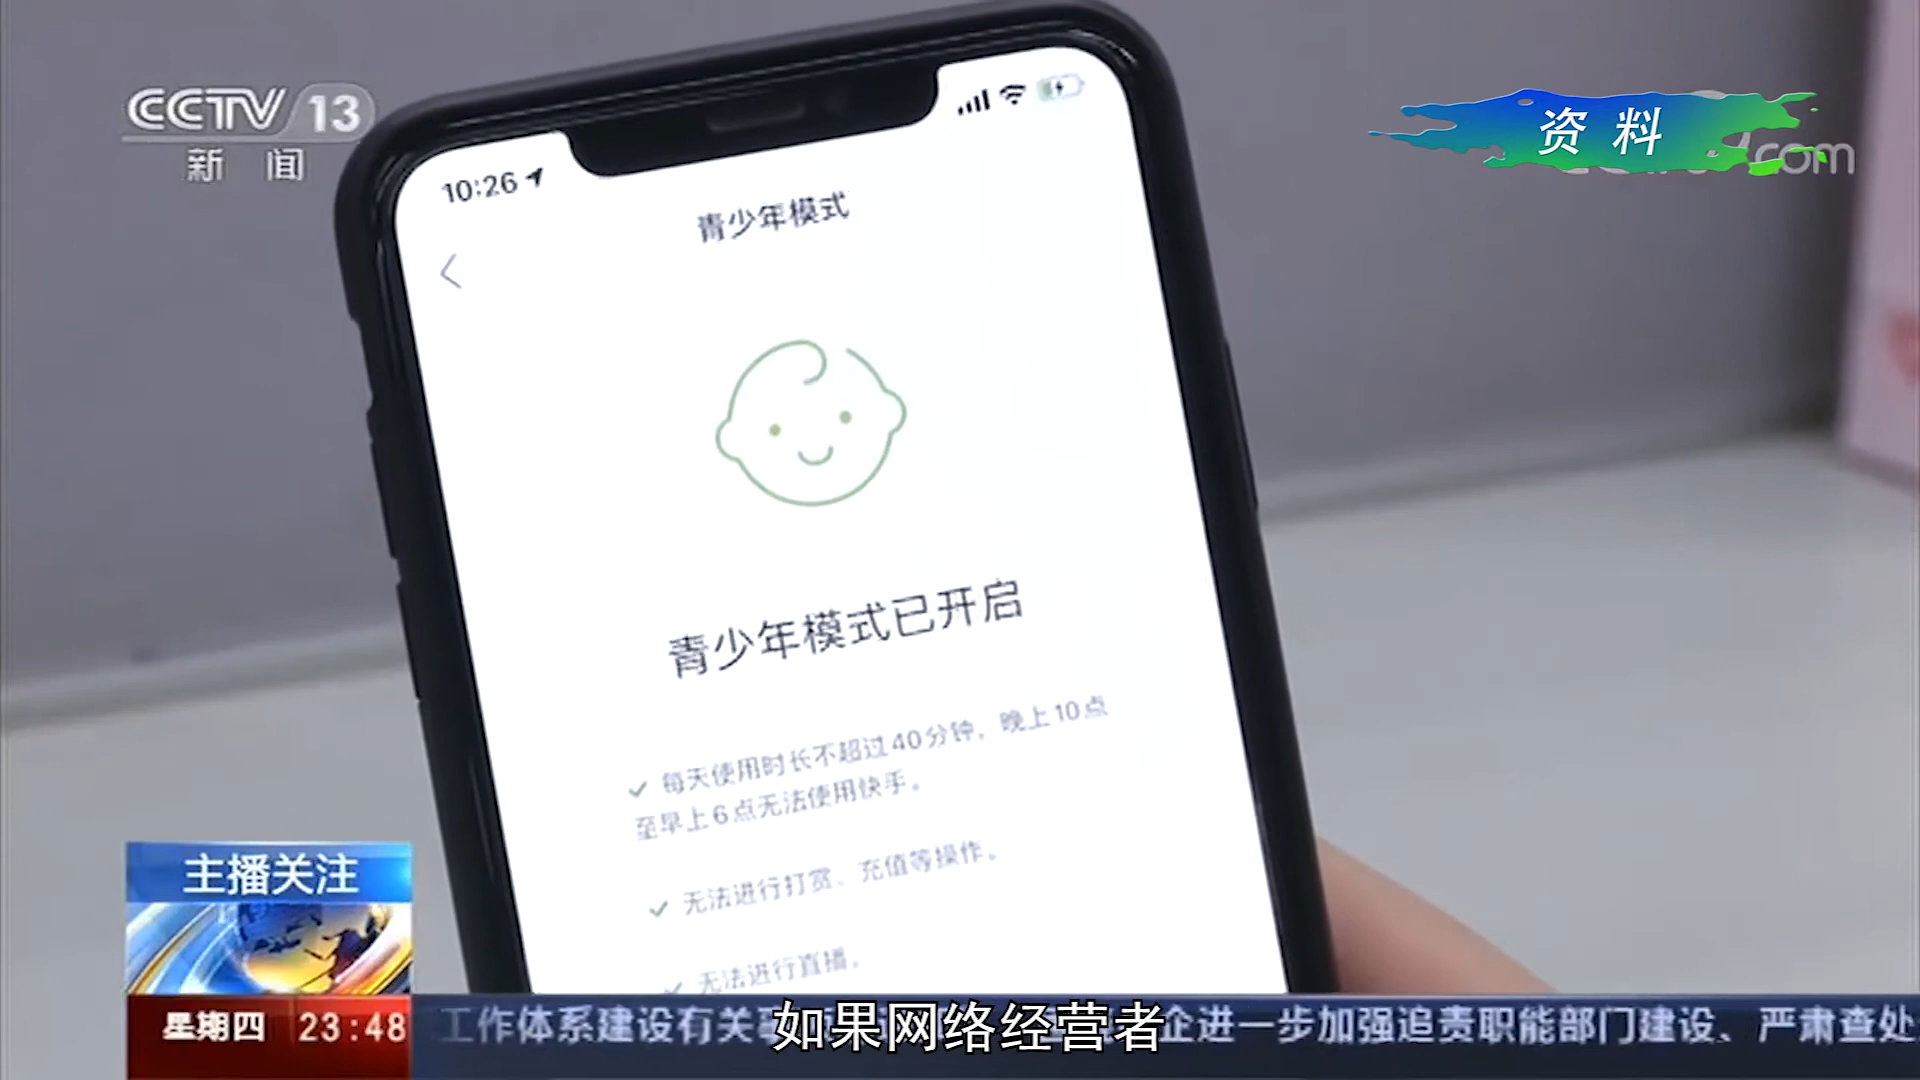 CCTV 13
新闻
资料
com
10:26
青少年模式
青少年模式已开启
每天使用时长不超过40分钟，晚上10点
至早上6点无法使用快手。
无法进行打赏、充值等操作。
无法进行直播。
主播关注
星期四 23:48
工作体系建设有关
企进一步加强追责职能部门建设、严肃查处
如果网络经营者